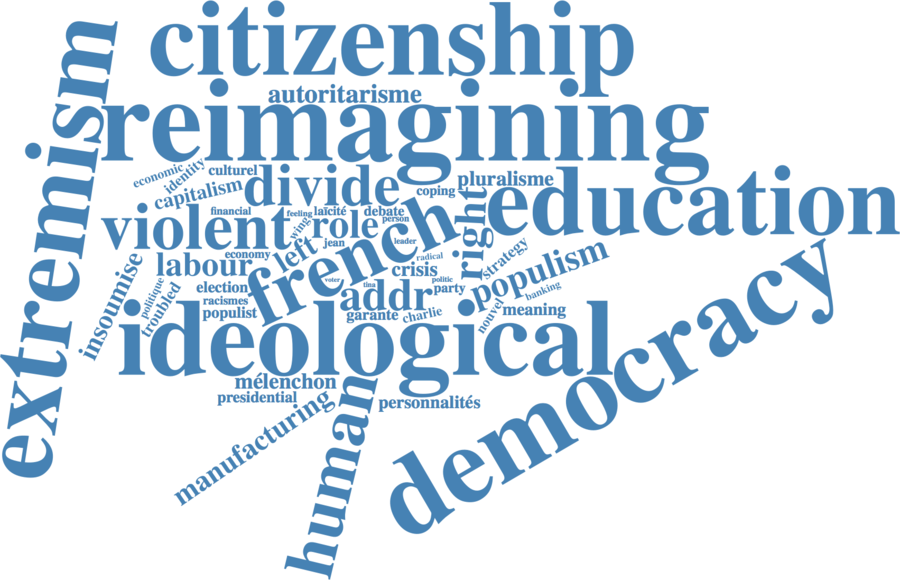 citizenship
extremism
autoritarisme
reimagining
economic
identity
culturel
capitalism
divide
coping
pluralisme
education
violent
financial
feeling
wing
laïcité
debate
person
role
jean
leader
french
right
left
labour
economy
radical
strategy
populism
insoumise
politique
troubled
election
racismes
populist
voter
tina
crisis
politic
party
addr
banking
nouvel
meaning
garante
charlie
ideological
democracy
mélenchon
presidential
personnalités
manufacturing
human